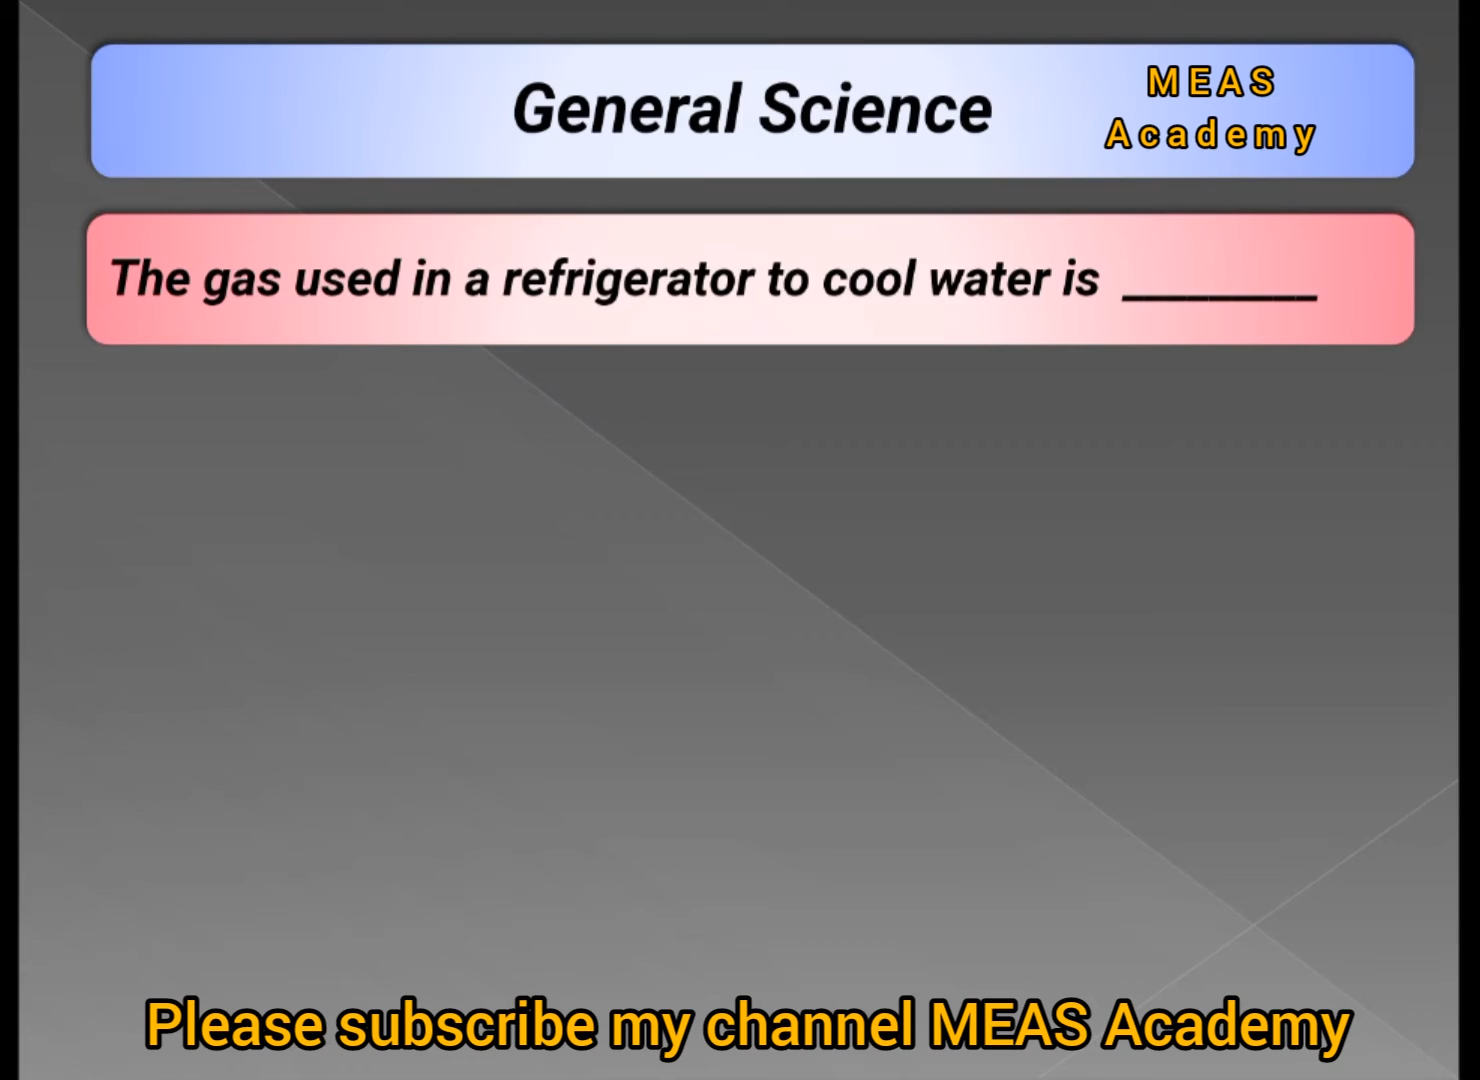 General Science
MEAS
Academy
The gas used in a refrigerator to cool water is ________
Please subscribe my channel MEAS Academy